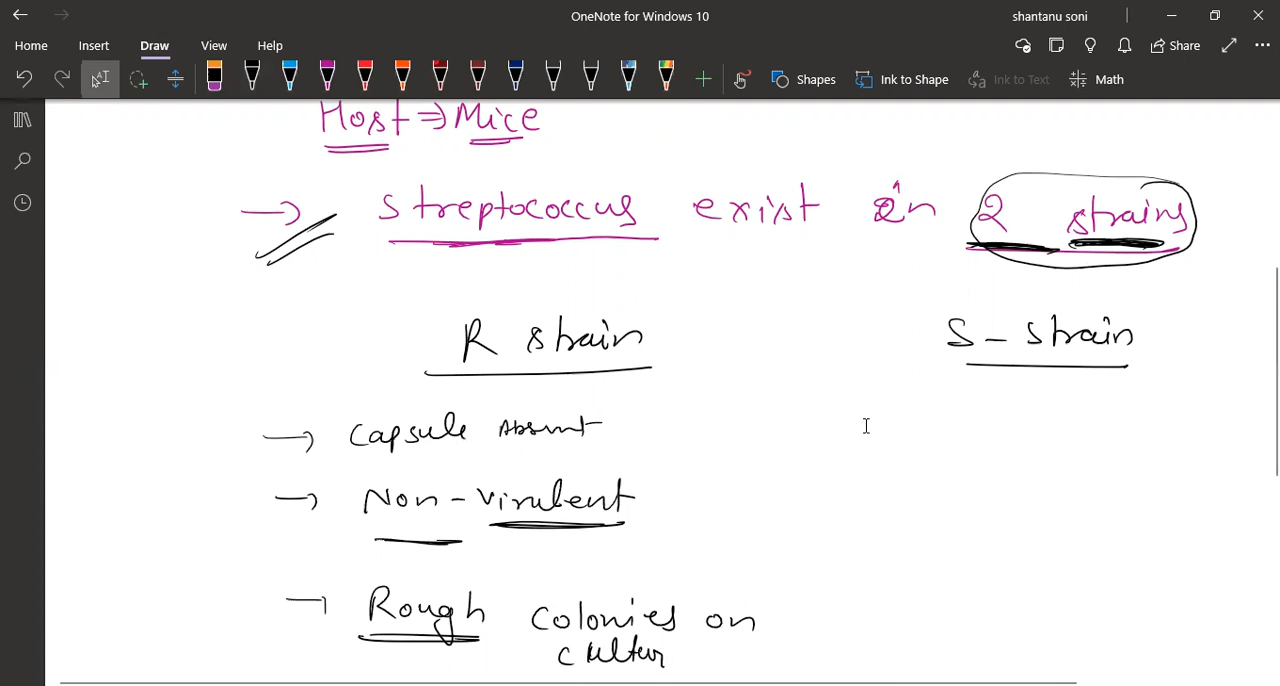 OneNote for Windows 10
shantanu soni
Home Insert Draw View Help
Share
Shapes Ink to Shape Ink to Text Math
Host ⇒ Mice
→ streptococcus exist in 2 strains
R strain S - strain
→ Capsule Absent
→ Non - virulent
→ Rough Colonies on
cultur